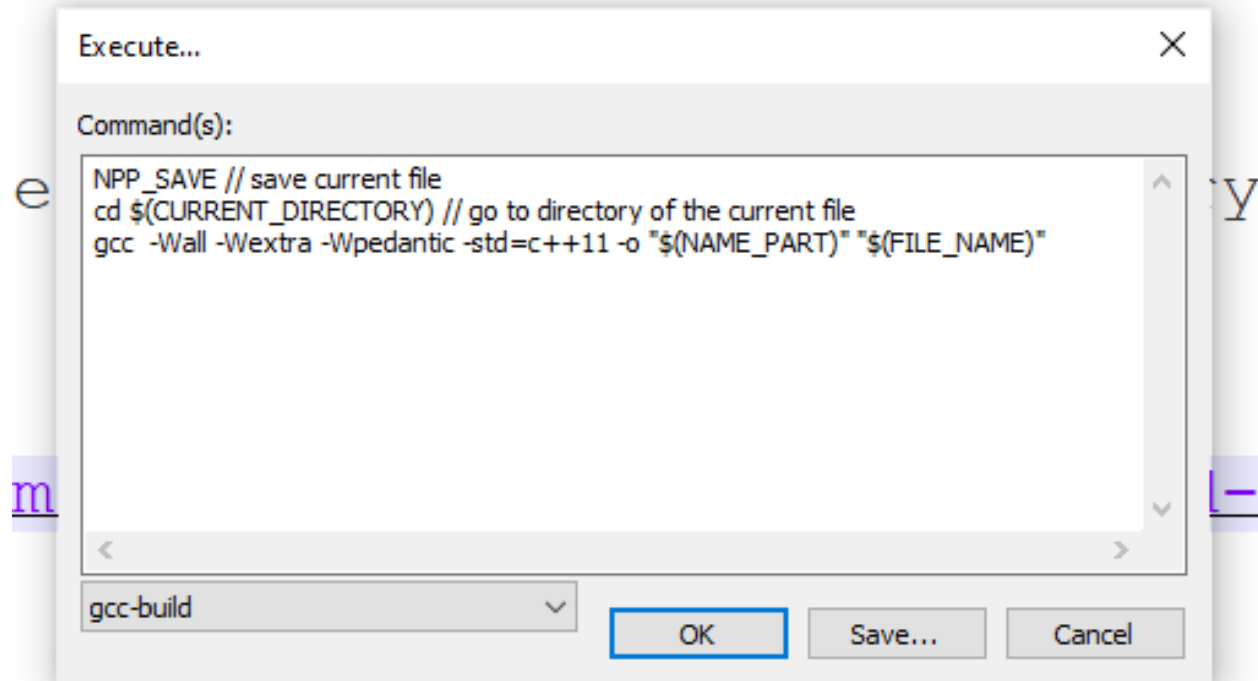 Execute...
Command(s):
NPP_SAVE // save current file
cd $(CURRENT_DIRECTORY) // go to directory of the current file
gcc  -Wall -Wextra -Wpedantic -std=c++11 -o "$(NAME_PART)" "$(FILE_NAME)"
e
y
m
gcc-build
OK
Save...
Cancel